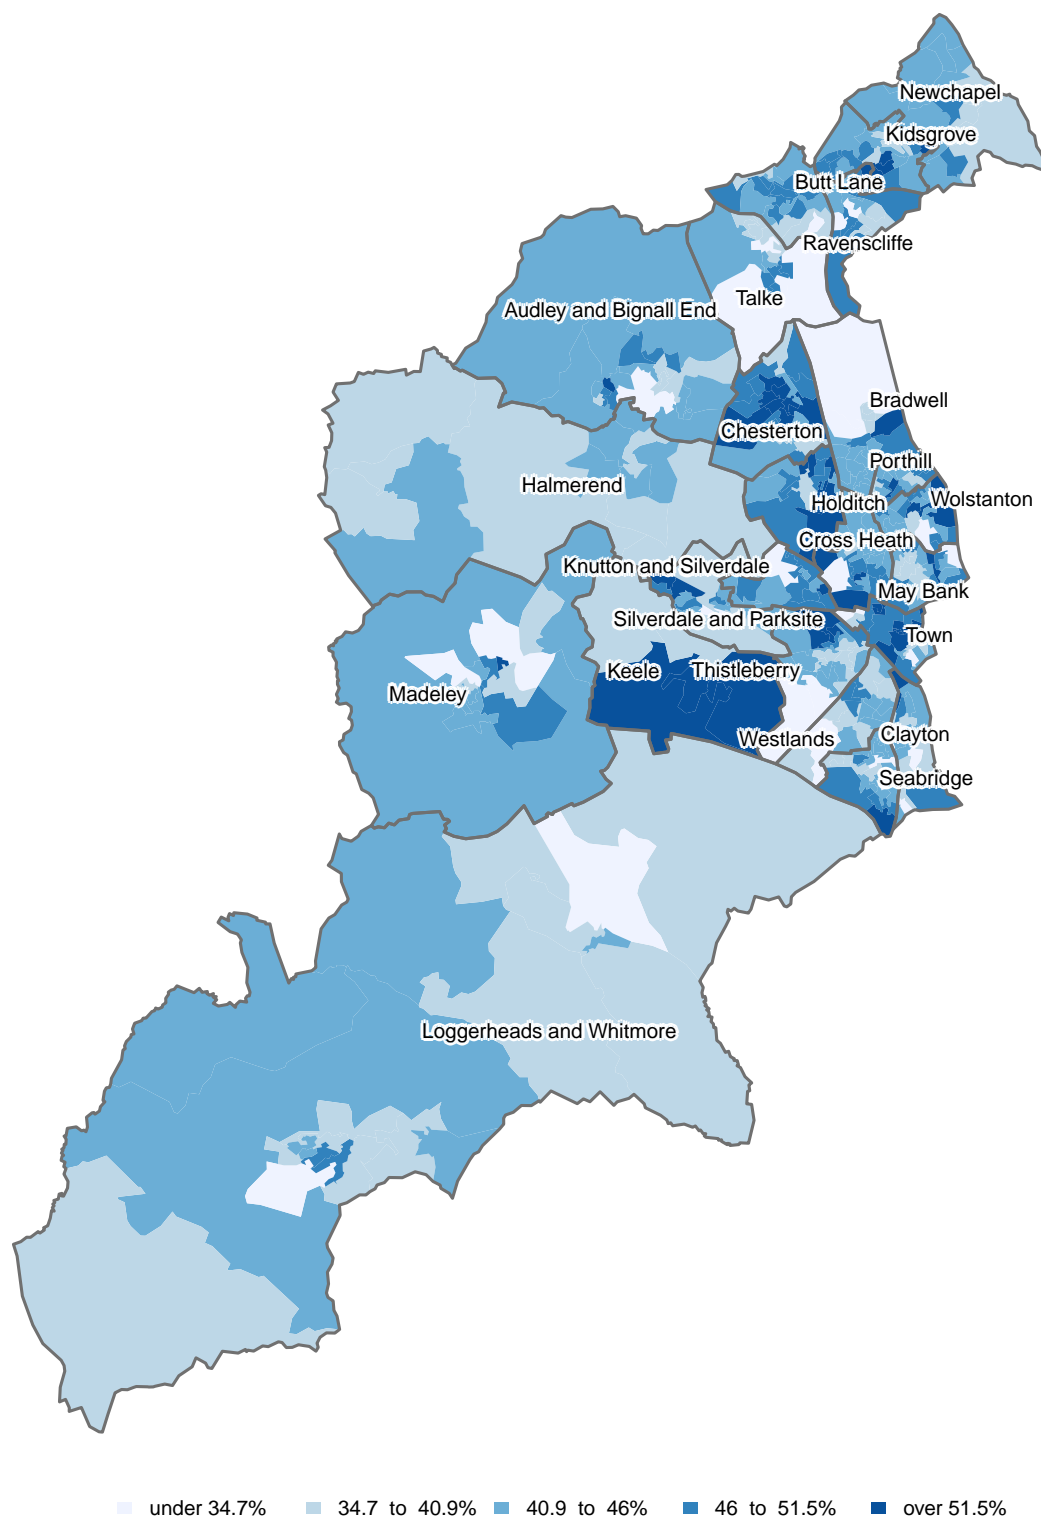 Newchapel
Kidsgrove
Butt Lane
Ravenscliffe
Talke
Audley and Bignall End
Bradwell
Chesterton
Porthill
Halmerend
Holditch
Wolstanton
Cross Heath
Knutton and Silverdale
May Bank
Silverdale and Parksite
Town
Keele
Thistleberry
Madeley
Westlands
Clayton
Seabridge
Loggerheads and Whitmore
under 34.7% 34.7 to 40.9% 40.9 to 46% 46 to 51.5% over 51.5%